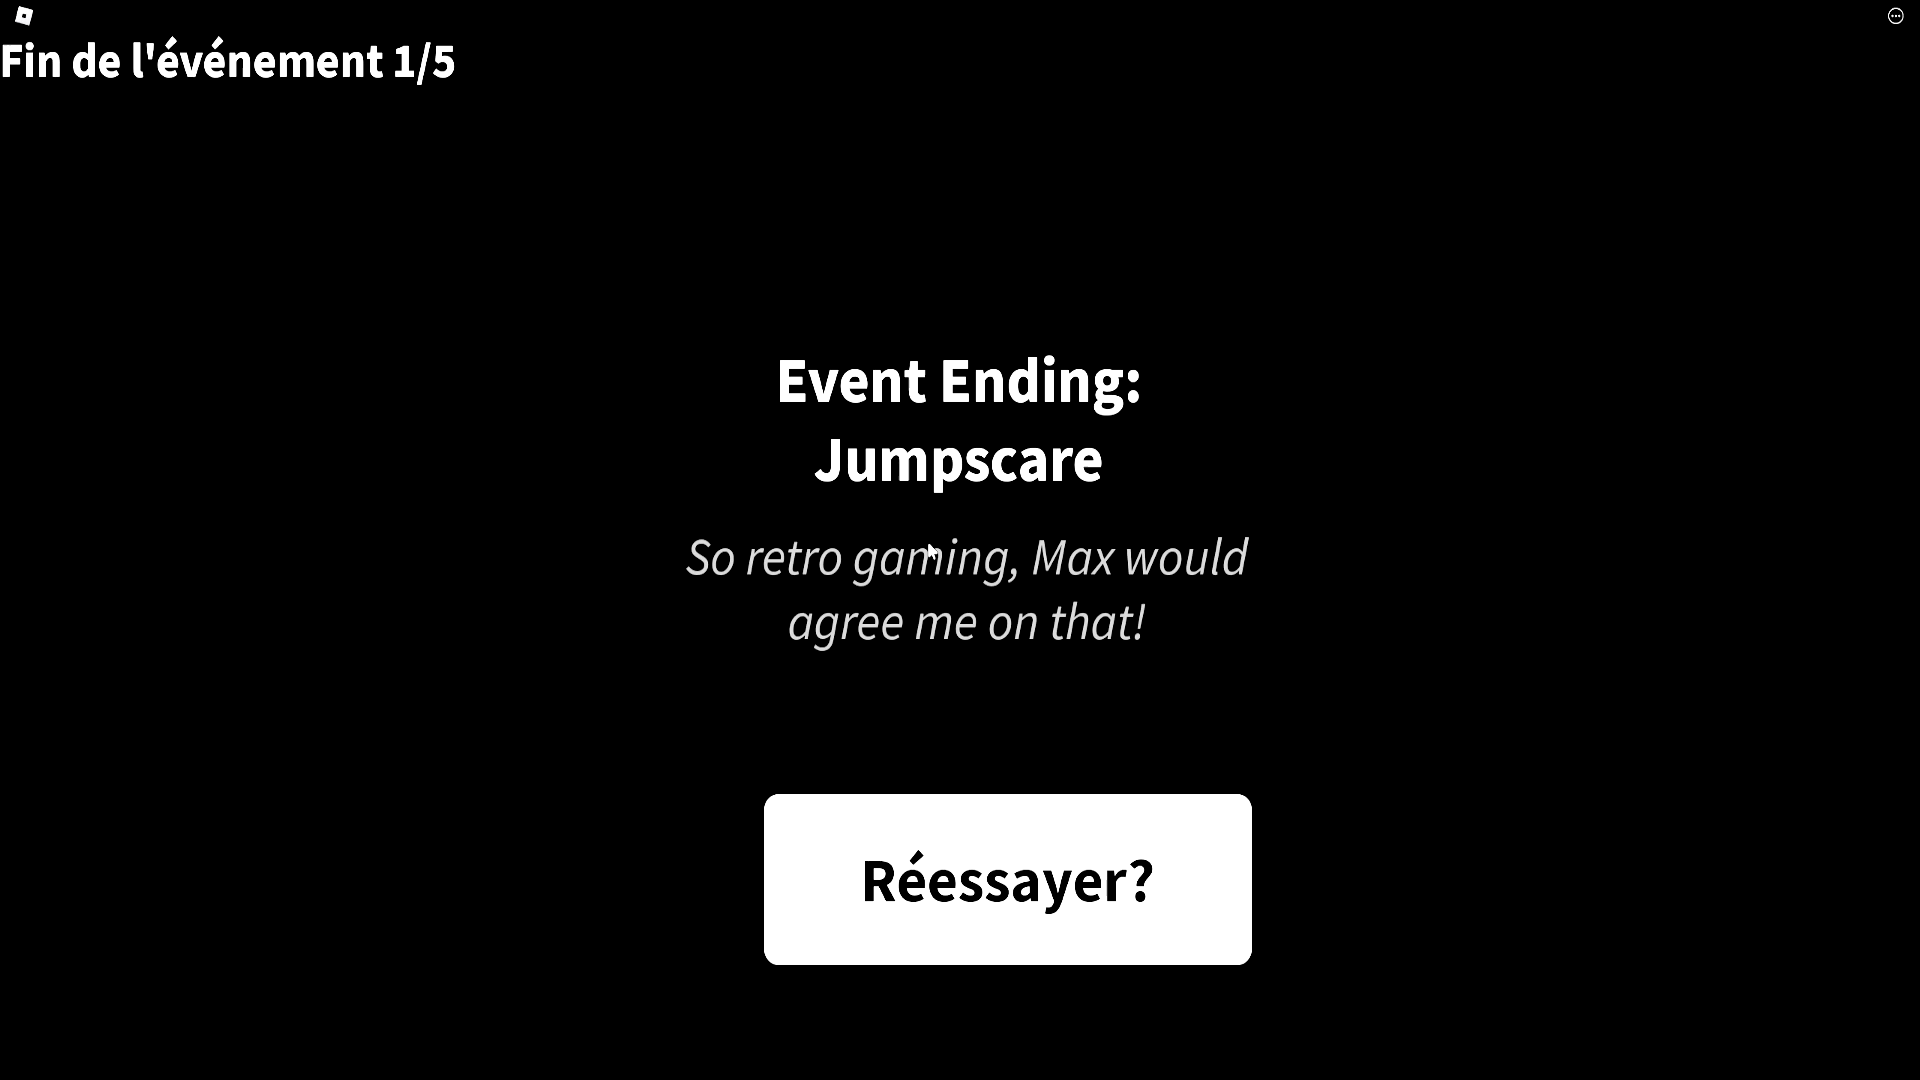 Fin de l'événement 1/5
Event Ending:
Jumpscare
So retro gaming, Max would
agree me on that!
Réessayer?